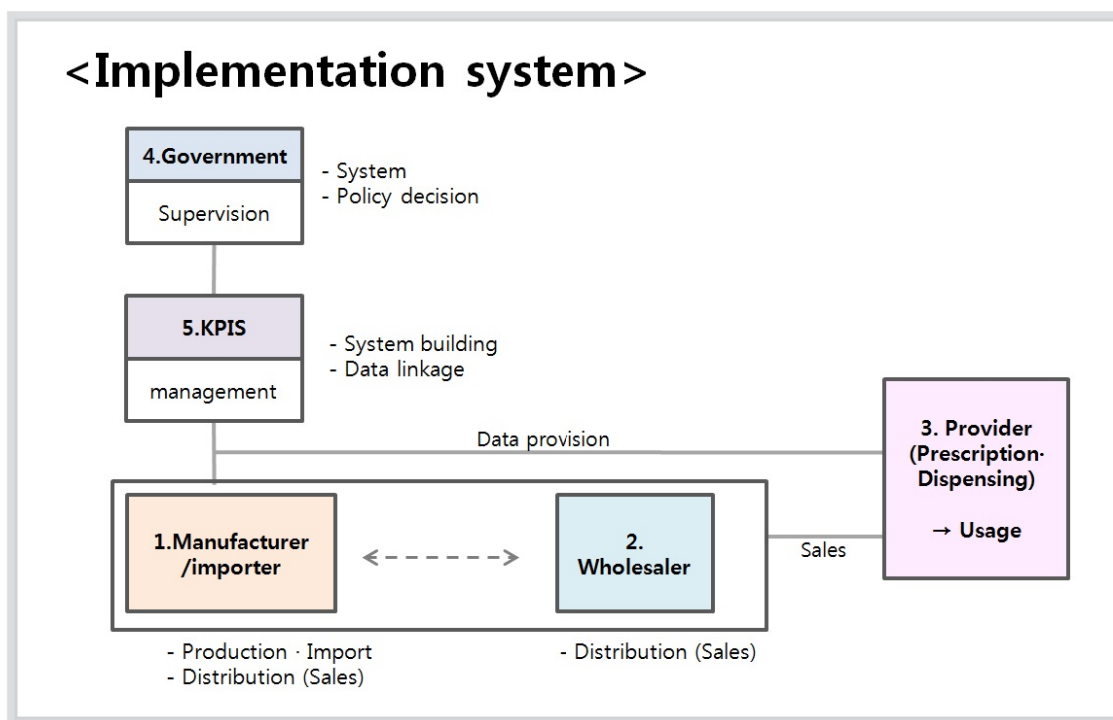 <Implementation system>
4.Government
Supervision
- System
- Policy decision
5.KPIS
management
- System building
- Data linkage
Data provision
3. Provider
(Prescription·
Dispensing)
→ Usage
1.Manufacturer
/importer
2.
Wholesaler
Sales
- Production · Import
- Distribution (Sales)
- Distribution (Sales)